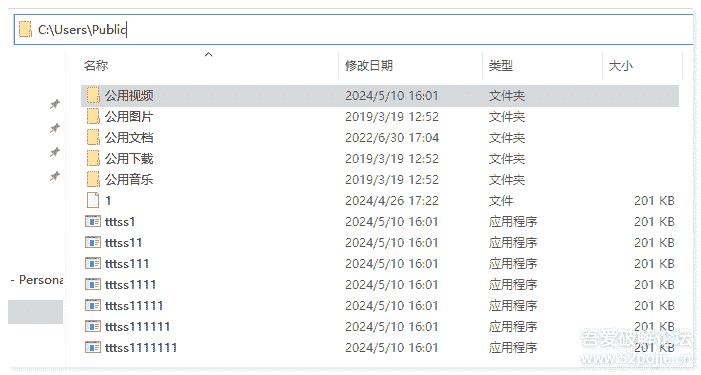 C:\Users\Public
名称 修改日期 类型 大小
公用视频 2024/5/10 16:01 文件夹
公用图片 2019/3/19 12:52 文件夹
公用文档 2022/6/30 17:04 文件夹
公用下载 2019/3/19 12:52 文件夹
公用音乐 2019/3/19 12:52 文件夹
1 2024/4/26 17:22 文件 201 KB
tttss1 2024/5/10 16:01 应用程序 201 KB
tttss11 2024/5/10 16:01 应用程序 201 KB
tttss111 2024/5/10 16:01 应用程序 201 KB
- Persona tttss1111 2024/5/10 16:01 应用程序 201 KB
tttss11111 2024/5/10 16:01 应用程序 201 KB
tttss111111 2024/5/10 16:01 应用程序 201 KB
tttss1111111 2024/5/10 16:01 应用程序 201 KB
吾爱破解论坛
www.52pojie.cn